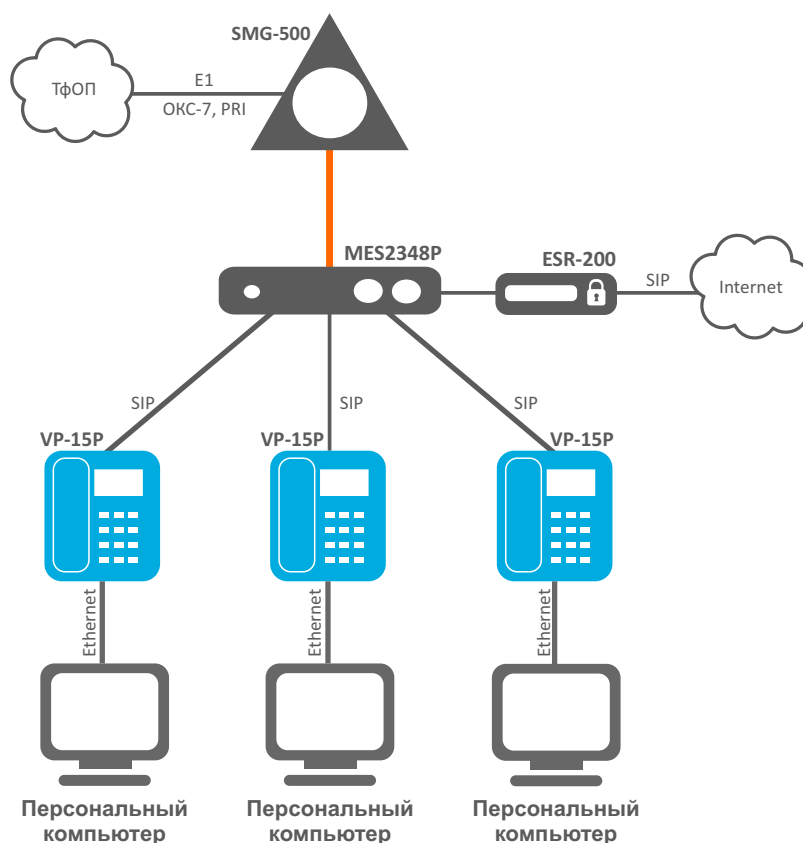 SMG-500
ТфОП
E1
ОКС-7, PRI
MES2348P
ESR-200
SIP
Internet
SIP
SIP
SIP
VP-15P
VP-15P
VP-15P
Ethernet
Ethernet
Ethernet
Персональный
компьютер
Персональный
компьютер
Персональный
компьютер